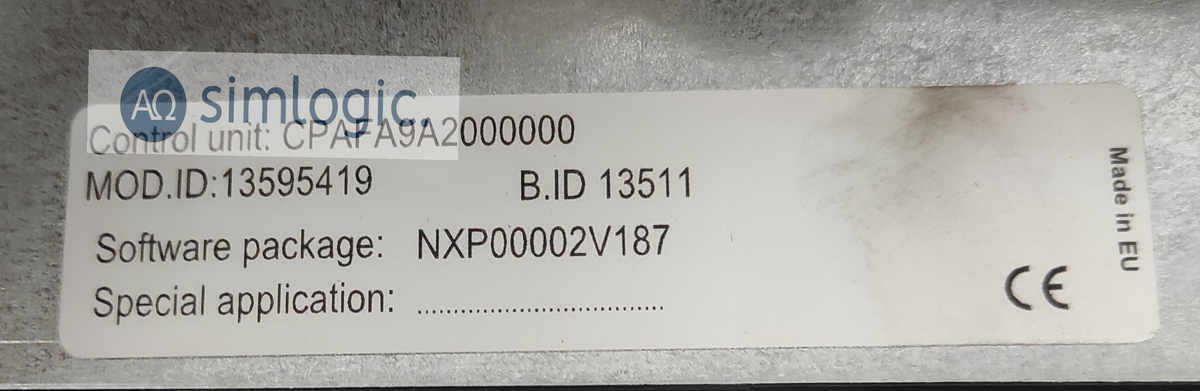 AΩ simlogic.
Control unit: CPAFA9A2000000
MOD.ID:13595419 B.ID 13511
Software package: NXP00002V187
Special application: ................................
Made in EU
CE